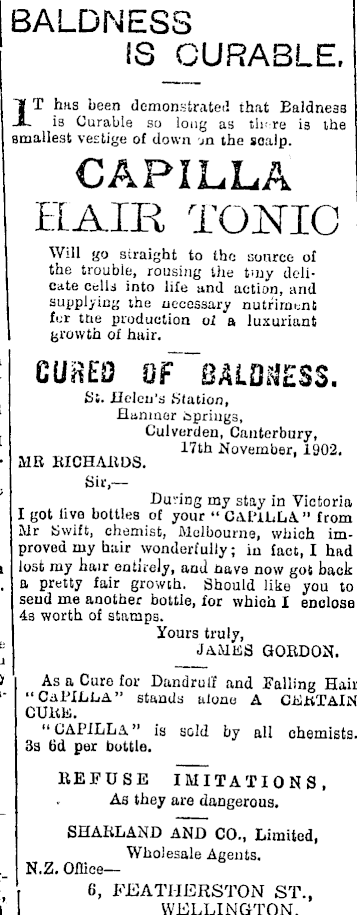 BALDNESS
IS CURABLE.
IT has been demonstrated that Baldness
is Curable so long as there is the
smallest vestige of down on the scalp.
CAPILLA
HAIR TONIC
Will go straight to the source of
the trouble, rousing the tiny deli-
cate cells into life and action, and
supplying the necessary nutriment
for the production of a luxuriant
growth of hair.
CURED OF BALDNESS.
St. Helen's Station,
Hanmer Springs,
Culverden, Canterbury,
17th November, 1902.
MR RICHARDS.
Sir,—
During my stay in Victoria
I got five bottles of your "CAPILLA" from
Mr Swift, chemist, Melbourne, which im-
proved my hair wonderfully; in fact, I had
lost my hair entirely, and have now got back
a pretty fair growth. Should like you to
send me another bottle, for which I enclose
4s worth of stamps.
Yours truly,
JAMES GORDON.
As a Cure for Dandruff and Falling Hair
"CAPILLA" stands alone A CERTAIN
CURE.
"CAPILLA" is sold by all chemists.
3s 6d per bottle.
REFUSE IMITATIONS,
As they are dangerous.
SHARLAND AND CO., Limited,
Wholesale Agents.
N.Z. Office—
6, FEATHERSTON ST.,
WELLINGTON.